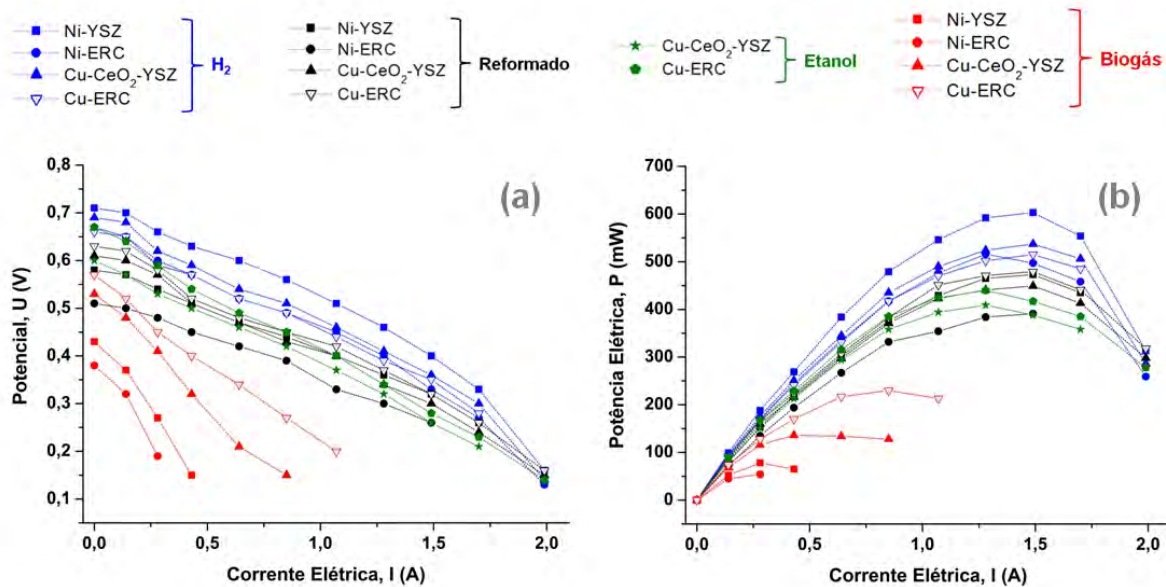 Ni-YSZ
Ni-ERC
Cu-CeO2-YSZ
Cu-ERC
H2
Ni-YSZ
Ni-ERC
Cu-CeO2-YSZ
Cu-ERC
Reformado
Cu-CeO2-YSZ
Cu-ERC
Etanol
Ni-YSZ
Ni-ERC
Cu-CeO2-YSZ
Cu-ERC
Biogás
(a)
Potencial, U (V)
0,8
0,7
0,6
0,5
0,4
0,3
0,2
0,1
0,0
0,5
1,0
1,5
2,0
Corrente Elétrica, I (A)
(b)
Potência Elétrica, P (mW)
700
600
500
400
300
200
100
0
0,0
0,5
1,0
1,5
2,0
Corrente Elétrica, I (A)